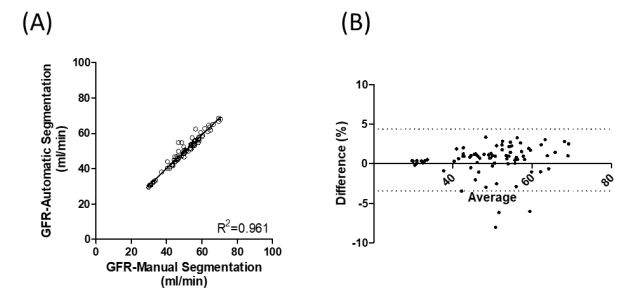 (A)
GFR-Automatic Segmentation
(ml/min)
100
80
60
40
20
0
0 20 40 60 80 100
R²=0.961
GFR-Manual Segmentation
(ml/min)
(B)
Difference (%)
10
5
0
-5
-10
40 60 80
Average